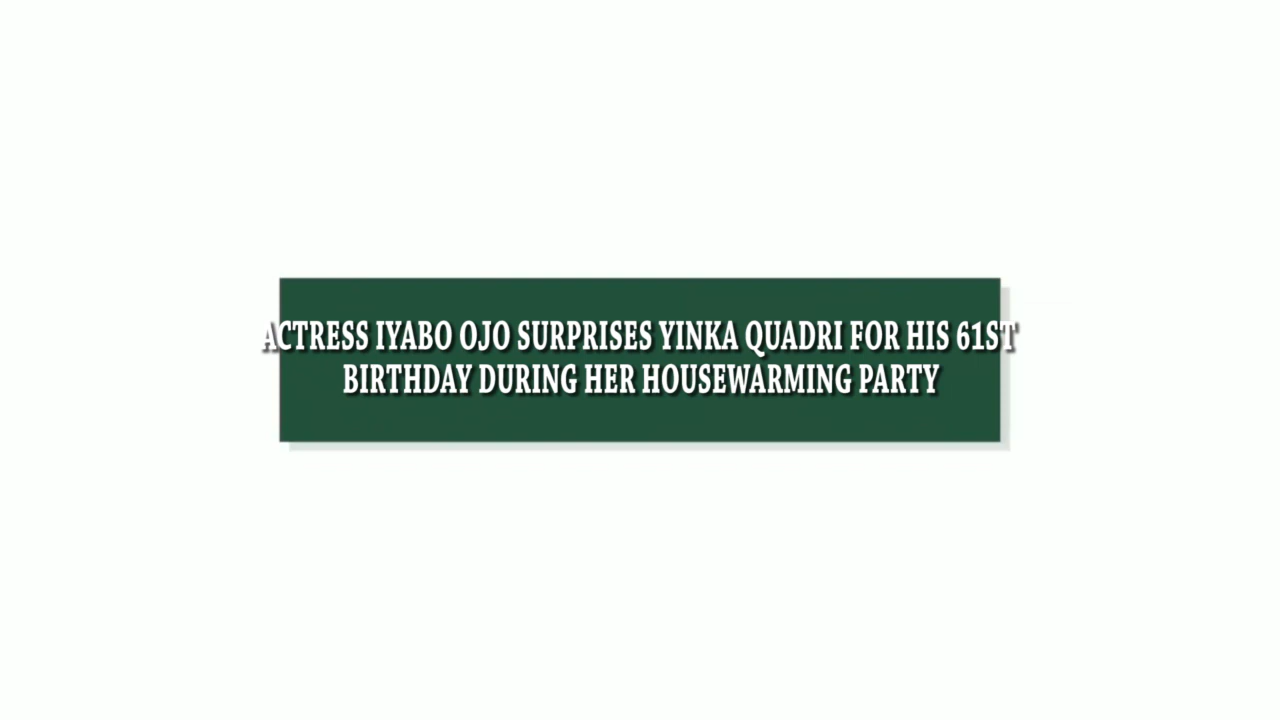 ACTRESS IYABO OJO SURPRISES YINKA QUADRI FOR HIS 61ST
BIRTHDAY DURING HER HOUSEWARMING PARTY